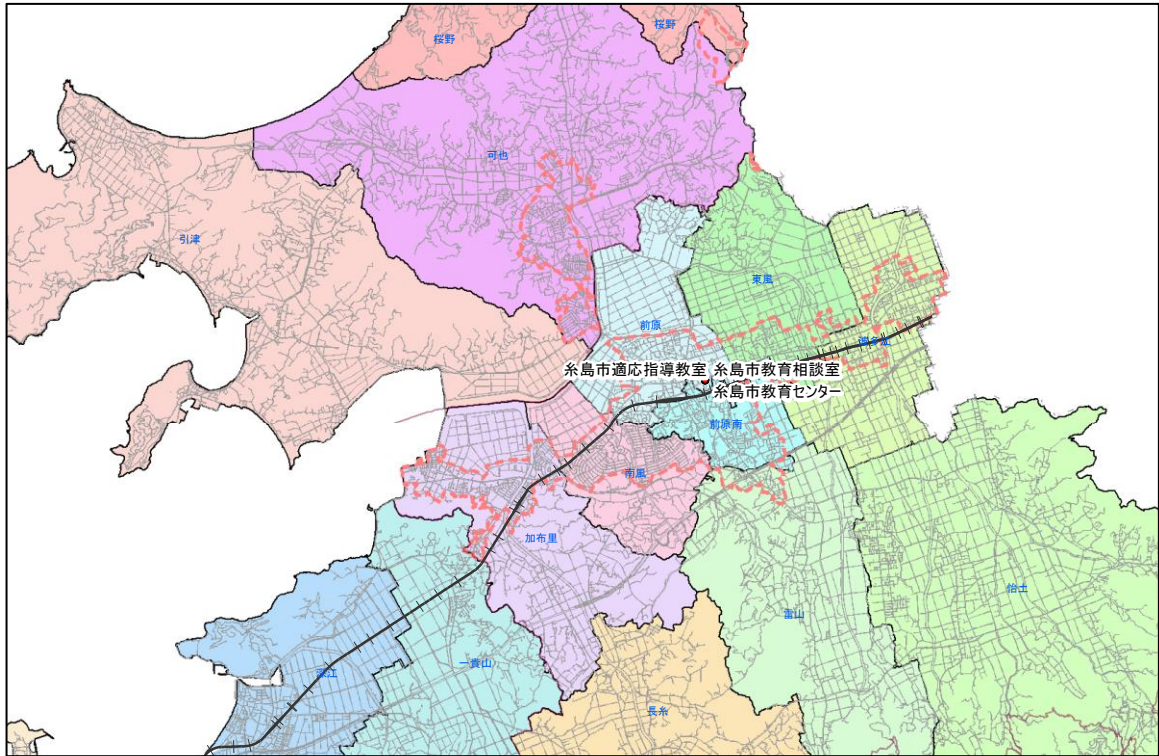 桜野
桜野
可也
引津
東風
前原
波多江
糸島市適応指導教室
糸島市教育相談室
糸島市教育センター
前原南
南風
加布里
怡土
雷山
一貴山
深江
長糸